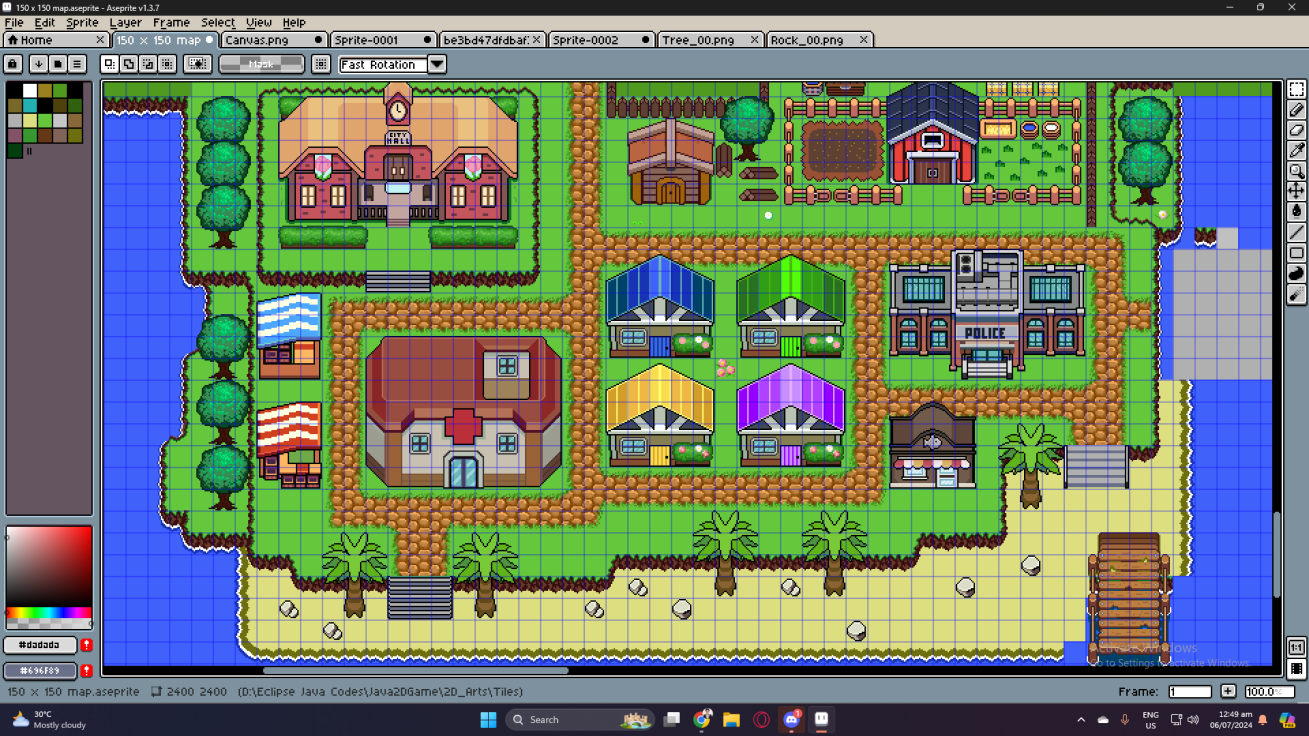 150 x 150 map.aseprite - Aseprite v1.3.7
File Edit Sprite Layer Frame Select View Help
Home 150 x 150 map Canvas.png Sprite-0001 be3bd47dfdbaf. Sprite-0002 Tree_00.png Rock_00.png
Mask Fast Rotation
CITY
HALL
POLICE
#dadada
#696F89
1:1
Activate Windows
Go to Settings to activate Windows.
150 x 150 map.aseprite 2400 2400 (D:\Eclipse Java Codes\Java2DGame\2D_Arts\Tiles) Frame: 1 100.0%
30°C
Mostly cloudy
Search
ENG
US
12:49 am
06/07/2024